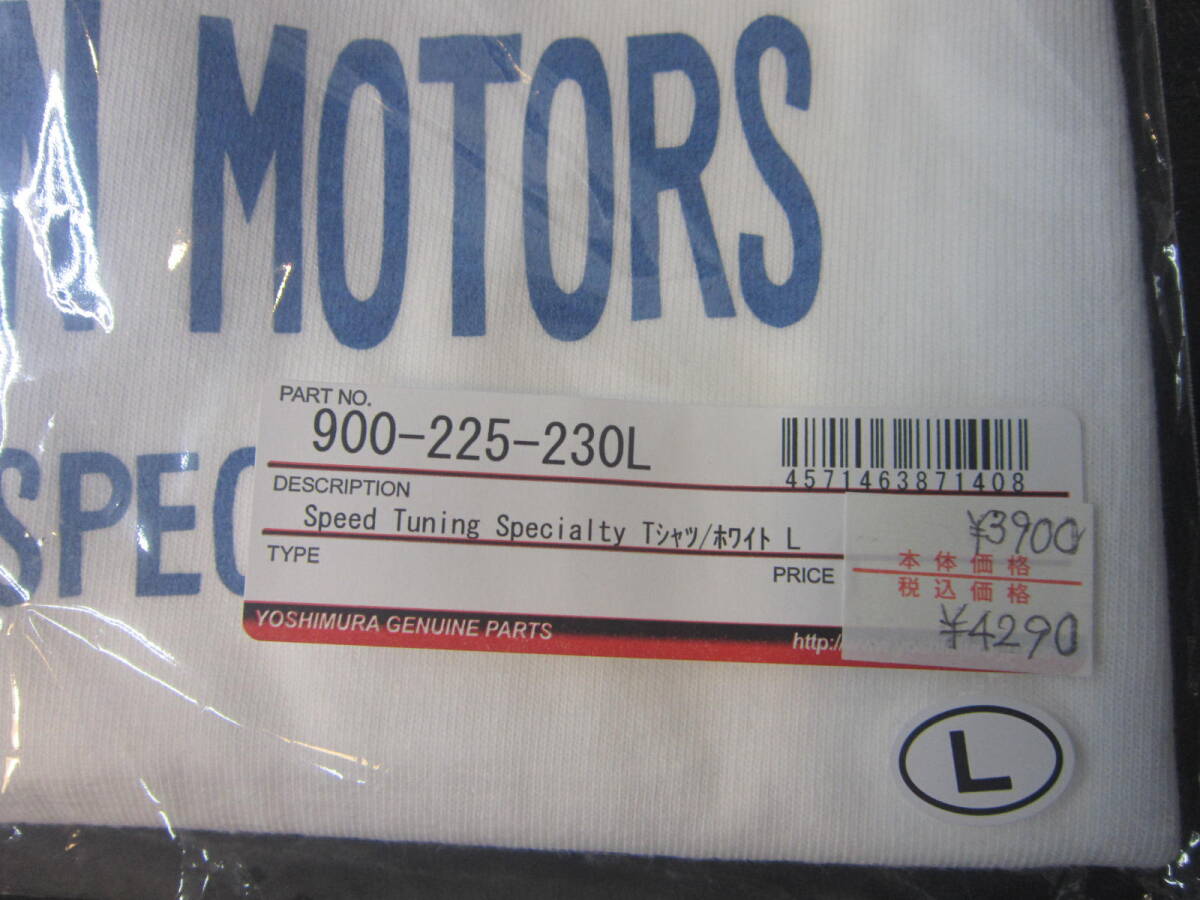 N MOTORS
SPEC
PART NO.
900-225-230L
4571463871408
DESCRIPTION
Speed Tuning Specialty Tシャツ/ホワイト L
TYPE
PRICE
¥3900
本体価格
税込価格
¥4290
YOSHIMURA GENUINE PARTS
http:/
L